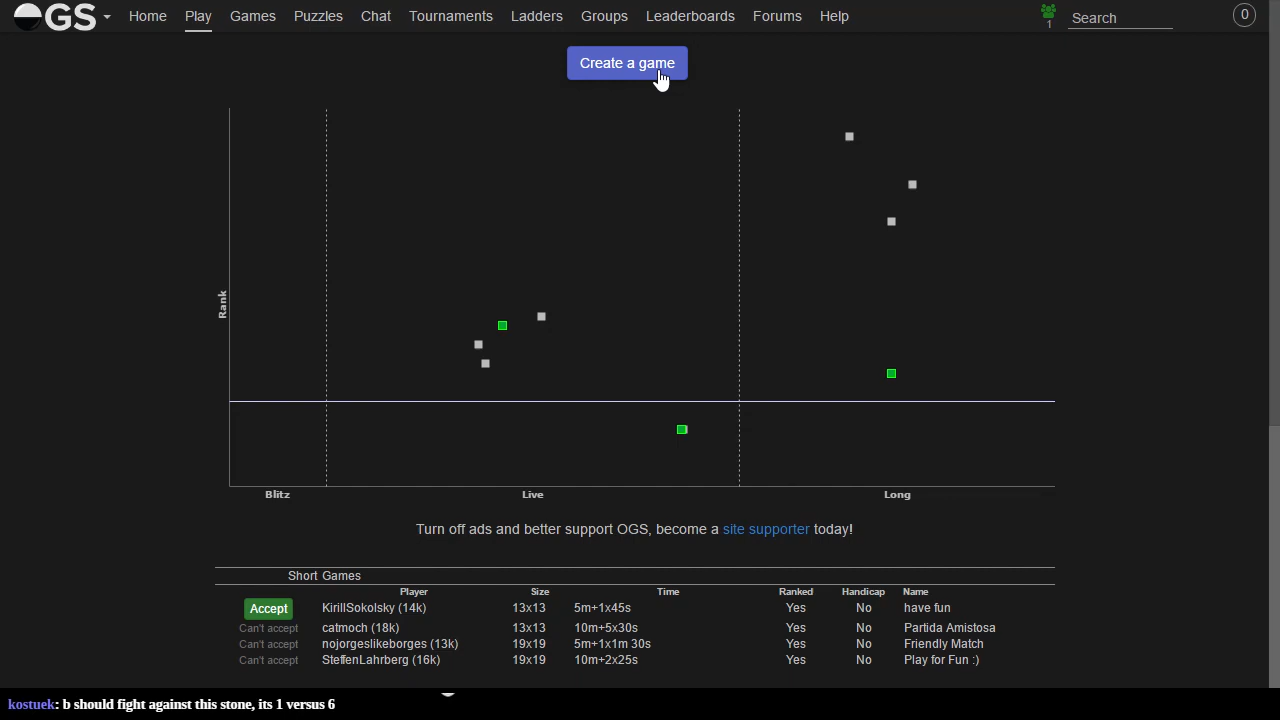 OGS Home Play Games Puzzles Chat Tournaments Ladders Groups Leaderboards Forums Help 1 Search 0
Create a game
Rank
Blitz Live Long
Turn off ads and better support OGS, become a site supporter today!
Short Games
Player Size Time Ranked Handicap Name
Accept KirillSokolsky (14k) 13x13 5m+1x45s Yes No have fun
Can't accept catmoch (18k) 13x13 10m+5x30s Yes No Partida Amistosa
Can't accept nojorgeslikeborges (13k) 19x19 5m+1x1m 30s Yes No Friendly Match
Can't accept SteffenLahrberg (16k) 19x19 10m+2x25s Yes No Play for Fun :)
kostuek: b should fight against this stone, its 1 versus 6